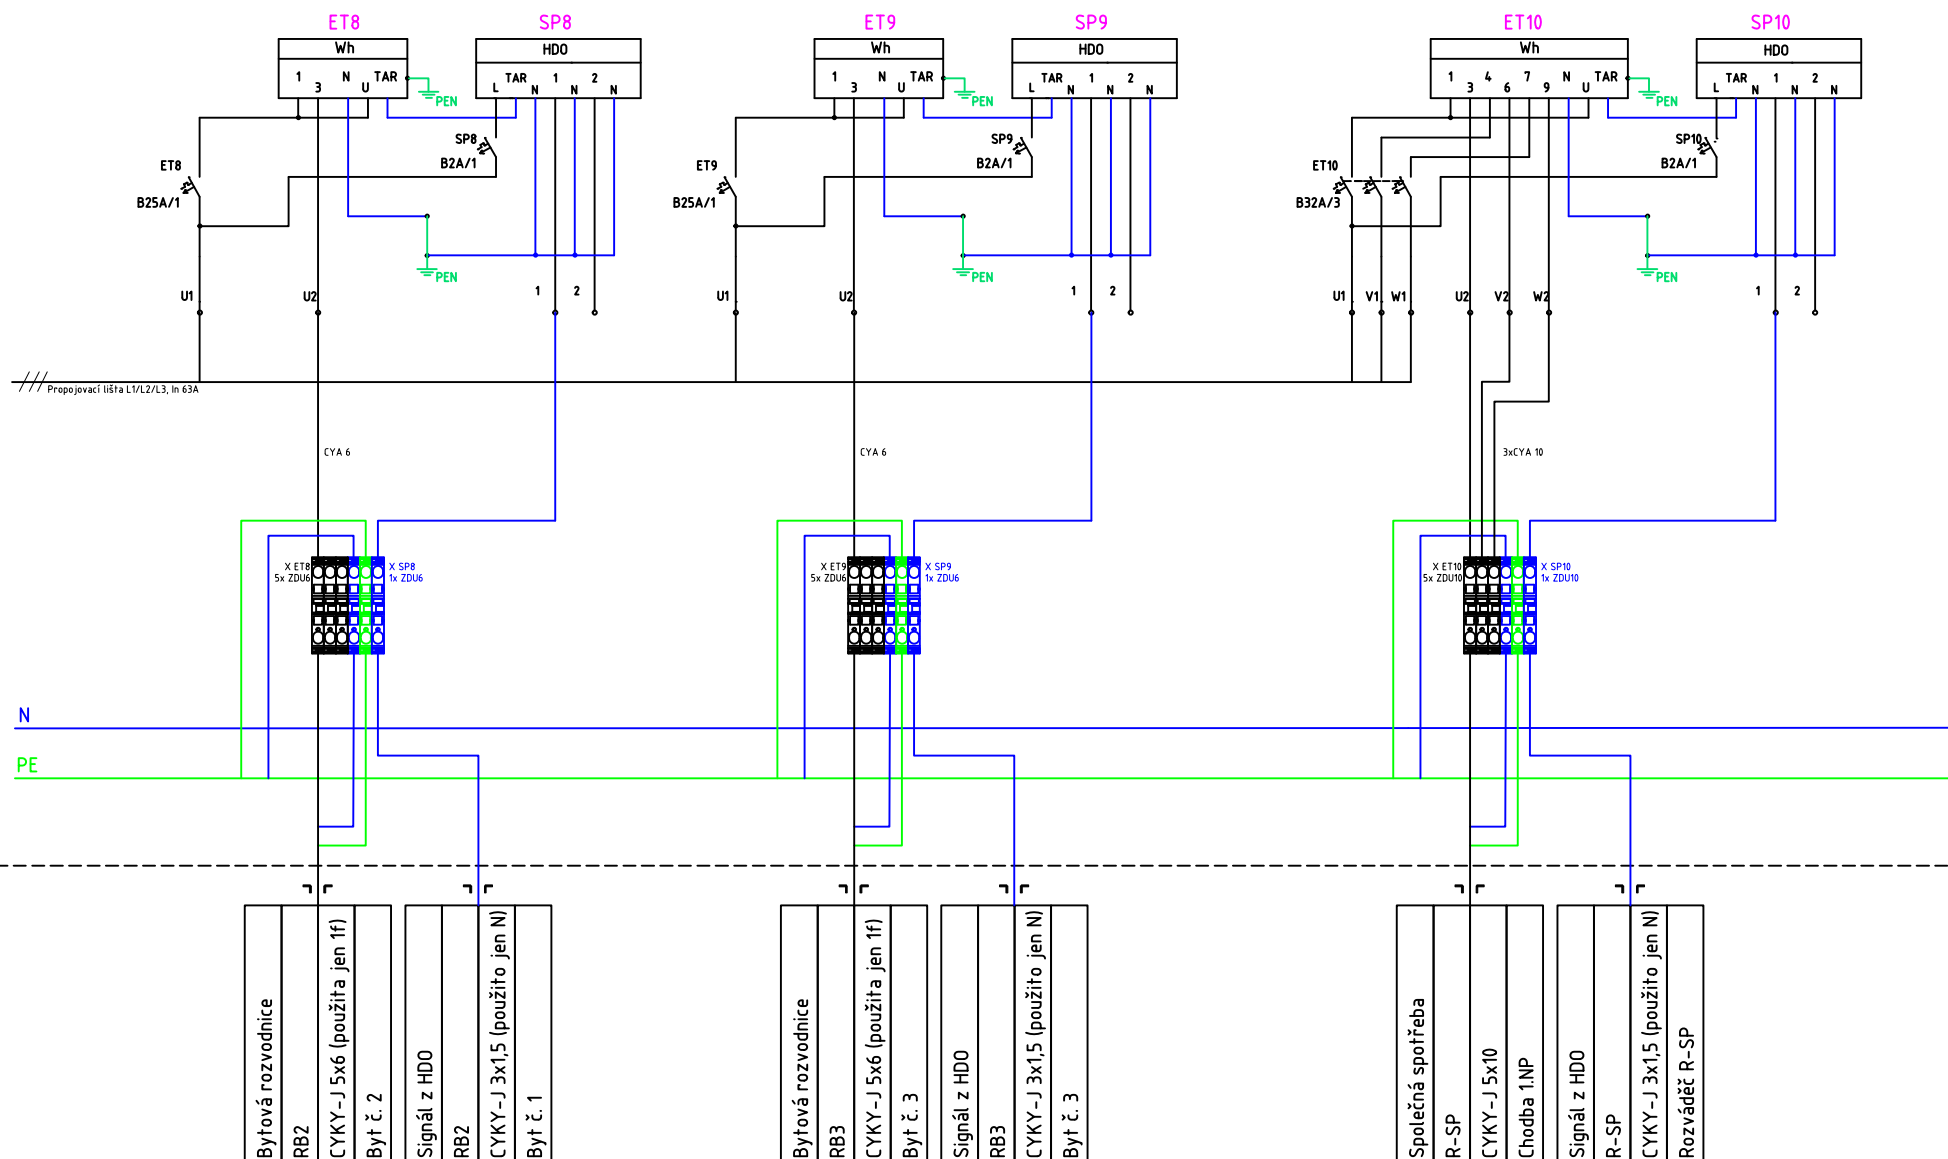 ET8
SP8
ET9
SP9
ET10
SP10
Wh
HDO
Wh
HDO
Wh
HDO
1 3 N U TAR
PEN
L TAR N 1 N 2 N
1 3 N U TAR
PEN
L TAR N 1 N 2 N
1 3 4 6 7 9 N U TAR
PEN
L TAR N 1 N 2 N
SP8
B2A/1
ET8
B25A/1
SP9
B2A/1
ET9
B25A/1
SP10
B2A/1
ET10
B32A/3
PEN
PEN
PEN
U1
U2
1
2
U1
U2
1
2
U1
V1
W1
U2
V2
W2
1
2
Propojovací lišta L1/L2/L3, In 63A
CYA 6
CYA 6
3xCYA 10
X ET8
5x ZDU6
X SP8
1x ZDU6
X ET9
5x ZDU6
X SP9
1x ZDU6
X ET10
5x ZDU10
X SP10
1x ZDU10
N
PE
Bytová rozvodnice
RB2
CYKY-J 5x6 (použita jen 1f)
Byt č. 2
Signál z HDO
RB2
CYKY-J 3x1,5 (použito jen N)
Byt č. 1
Bytová rozvodnice
RB3
CYKY-J 5x6 (použita jen 1f)
Byt č. 3
Signál z HDO
RB3
CYKY-J 3x1,5 (použito jen N)
Byt č. 3
Společná spotřeba
R-SP
CYKY-J 5x10
Chodba 1.NP
Signál z HDO
R-SP
CYKY-J 3x1,5 (použito jen N)
Rozváděč R-SP